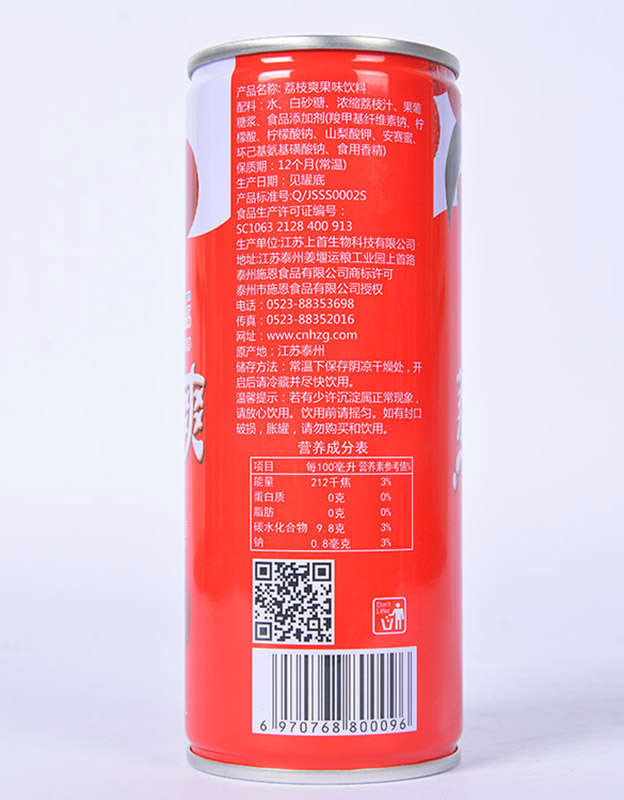 产品名称: 荔枝爽果味饮料
配料：水、白砂糖、浓缩荔枝汁、果葡
糖浆、食品添加剂(羧甲基纤维素钠、柠
檬酸、柠檬酸钠、山梨酸钾、安赛蜜、
环己基氨基磺酸钠、食用香精)
保质期：12个月(常温)
生产日期：见罐底
产品标准号:Q/JSSS0002S
食品生产许可证编号：
SC1063 2128 400 913
生产单位:江苏上首生物科技有限公司
地址:江苏泰州姜堰运粮工业园上首路
泰州施恩食品有限公司商标许可
泰州市施恩食品有限公司授权
电话：0523-88353698
传真：0523-88352016
网址：www.cnhzg.com
原产地：江苏泰州
储存方法：常温下保存阴凉干燥处，开
启后请冷藏并尽快饮用。
温馨提示：若有少许沉淀属正常现象，
请放心饮用。饮用前请摇匀。如有封口
破损，胀罐，请勿购买和饮用。
营养成分表
项目 每100毫升 营养素参考值%
能量 212千焦 3%
蛋白质 0克 0%
脂肪 0克 0%
碳水化合物 9.8克 3%
钠 0.8毫克 3%
Don't
Litter
6 970768 800096
爽